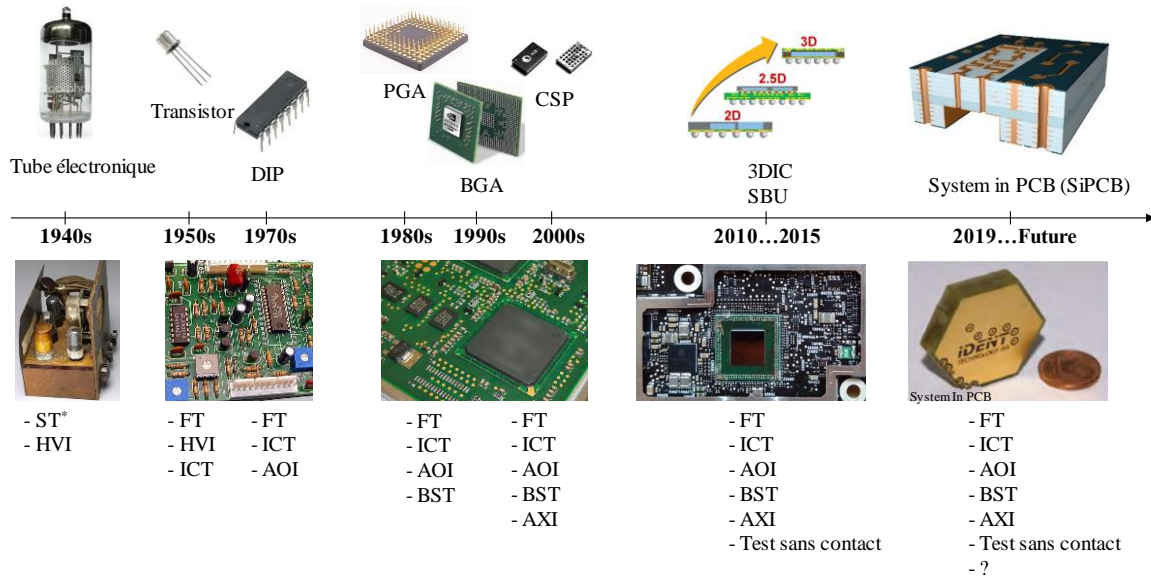 Tube électronique
Transistor
DIP
PGA
CSP
BGA
3D
2.5D
2D
3DIC
SBU
System in PCB (SiPCB)
1940s
1950s
1970s
1980s
1990s
2000s
2010…2015
2019…Future
iDENT
TECHNOLOGY AG
System In PCB
- ST*
- HVI
- FT
- HVI
- ICT
- FT
- ICT
- AOI
- FT
- ICT
- AOI
- BST
- FT
- ICT
- AOI
- BST
- AXI
- FT
- ICT
- AOI
- BST
- AXI
- Test sans contact
- FT
- ICT
- AOI
- BST
- AXI
- Test sans contact
- ?